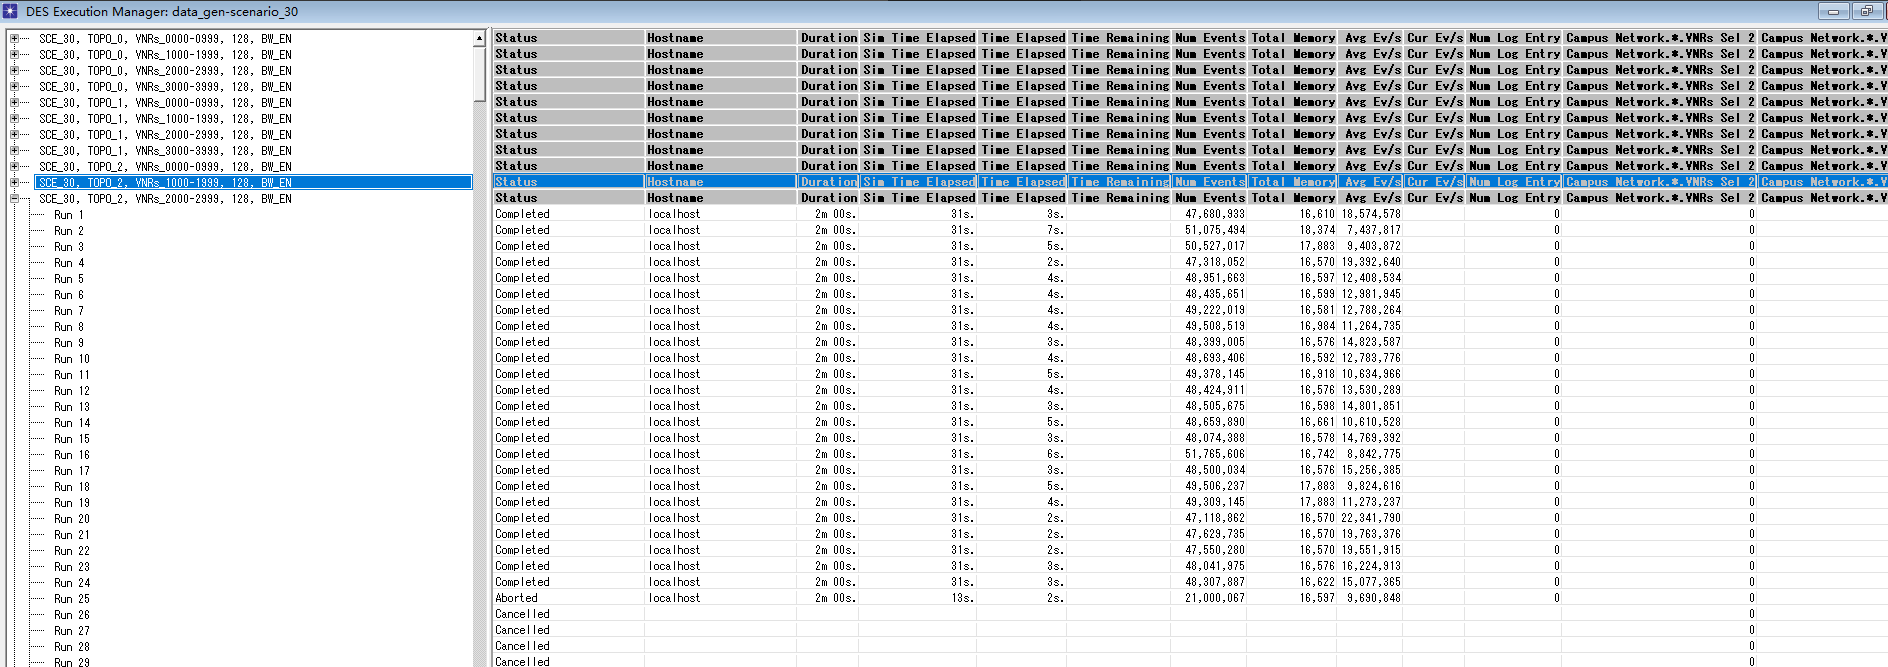 DES Execution Manager: data_gen-scenario_30
SCE_30, TOPO_0, VNRs_0000-0999, 128, BW_EN Status Hostname Duration Sim Time Elapsed Time Elapsed Time Remaining Num Events Total Memory Avg Ev/s Cur Ev/s Num Log Entry Campus Network.*.VNRs Sel 2 Campus Network.*.V
SCE_30, TOPO_0, VNRs_1000-1999, 128, BW_EN Status Hostname Duration Sim Time Elapsed Time Elapsed Time Remaining Num Events Total Memory Avg Ev/s Cur Ev/s Num Log Entry Campus Network.*.VNRs Sel 2 Campus Network.*.V
SCE_30, TOPO_0, VNRs_2000-2999, 128, BW_EN Status Hostname Duration Sim Time Elapsed Time Elapsed Time Remaining Num Events Total Memory Avg Ev/s Cur Ev/s Num Log Entry Campus Network.*.VNRs Sel 2 Campus Network.*.V
SCE_30, TOPO_0, VNRs_3000-3999, 128, BW_EN Status Hostname Duration Sim Time Elapsed Time Elapsed Time Remaining Num Events Total Memory Avg Ev/s Cur Ev/s Num Log Entry Campus Network.*.VNRs Sel 2 Campus Network.*.V
SCE_30, TOPO_1, VNRs_0000-0999, 128, BW_EN Status Hostname Duration Sim Time Elapsed Time Elapsed Time Remaining Num Events Total Memory Avg Ev/s Cur Ev/s Num Log Entry Campus Network.*.VNRs Sel 2 Campus Network.*.V
SCE_30, TOPO_1, VNRs_1000-1999, 128, BW_EN Status Hostname Duration Sim Time Elapsed Time Elapsed Time Remaining Num Events Total Memory Avg Ev/s Cur Ev/s Num Log Entry Campus Network.*.VNRs Sel 2 Campus Network.*.V
SCE_30, TOPO_1, VNRs_2000-2999, 128, BW_EN Status Hostname Duration Sim Time Elapsed Time Elapsed Time Remaining Num Events Total Memory Avg Ev/s Cur Ev/s Num Log Entry Campus Network.*.VNRs Sel 2 Campus Network.*.V
SCE_30, TOPO_1, VNRs_3000-3999, 128, BW_EN Status Hostname Duration Sim Time Elapsed Time Elapsed Time Remaining Num Events Total Memory Avg Ev/s Cur Ev/s Num Log Entry Campus Network.*.VNRs Sel 2 Campus Network.*.V
SCE_30, TOPO_2, VNRs_0000-0999, 128, BW_EN Status Hostname Duration Sim Time Elapsed Time Elapsed Time Remaining Num Events Total Memory Avg Ev/s Cur Ev/s Num Log Entry Campus Network.*.VNRs Sel 2 Campus Network.*.V
SCE_30, TOPO_2, VNRs_1000-1999, 128, BW_EN Status Hostname Duration Sim Time Elapsed Time Elapsed Time Remaining Num Events Total Memory Avg Ev/s Cur Ev/s Num Log Entry Campus Network.*.VNRs Sel 2 Campus Network.*.V
SCE_30, TOPO_2, VNRs_2000-2999, 128, BW_EN Status Hostname Duration Sim Time Elapsed Time Elapsed Time Remaining Num Events Total Memory Avg Ev/s Cur Ev/s Num Log Entry Campus Network.*.VNRs Sel 2 Campus Network.*.V
Run 1 Completed localhost 2m 00s. 31s. 3s. 47,680,933 16,610 18,574,578 0 0
Run 2 Completed localhost 2m 00s. 31s. 7s. 51,075,494 18,374 7,437,817 0 0
Run 3 Completed localhost 2m 00s. 31s. 5s. 50,527,017 17,883 9,403,872 0 0
Run 4 Completed localhost 2m 00s. 31s. 2s. 47,318,052 16,570 19,392,640 0 0
Run 5 Completed localhost 2m 00s. 31s. 4s. 48,951,663 16,597 12,408,534 0 0
Run 6 Completed localhost 2m 00s. 31s. 4s. 48,435,651 16,599 12,981,945 0 0
Run 7 Completed localhost 2m 00s. 31s. 4s. 49,222,019 16,581 12,788,264 0 0
Run 8 Completed localhost 2m 00s. 31s. 4s. 49,508,519 16,984 11,264,735 0 0
Run 9 Completed localhost 2m 00s. 31s. 3s. 48,399,005 16,576 14,823,587 0 0
Run 10 Completed localhost 2m 00s. 31s. 4s. 48,693,406 16,592 12,783,776 0 0
Run 11 Completed localhost 2m 00s. 31s. 5s. 49,378,145 16,918 10,634,966 0 0
Run 12 Completed localhost 2m 00s. 31s. 4s. 48,424,911 16,576 13,530,289 0 0
Run 13 Completed localhost 2m 00s. 31s. 3s. 48,505,675 16,598 14,801,851 0 0
Run 14 Completed localhost 2m 00s. 31s. 5s. 48,659,890 16,661 10,610,528 0 0
Run 15 Completed localhost 2m 00s. 31s. 3s. 48,074,388 16,578 14,769,392 0 0
Run 16 Completed localhost 2m 00s. 31s. 6s. 51,765,606 16,742 8,842,775 0 0
Run 17 Completed localhost 2m 00s. 31s. 3s. 48,500,034 16,576 15,256,385 0 0
Run 18 Completed localhost 2m 00s. 31s. 5s. 49,506,237 17,883 9,824,616 0 0
Run 19 Completed localhost 2m 00s. 31s. 4s. 49,309,145 17,883 11,273,237 0 0
Run 20 Completed localhost 2m 00s. 31s. 2s. 47,118,862 16,570 22,341,790 0 0
Run 21 Completed localhost 2m 00s. 31s. 2s. 47,629,735 16,570 19,763,376 0 0
Run 22 Completed localhost 2m 00s. 31s. 2s. 47,550,280 16,570 19,551,915 0 0
Run 23 Completed localhost 2m 00s. 31s. 3s. 48,041,975 16,576 16,224,913 0 0
Run 24 Completed localhost 2m 00s. 31s. 3s. 48,307,887 16,622 15,077,365 0 0
Run 25 Aborted localhost 2m 00s. 13s. 2s. 21,000,067 16,597 9,690,848 0 0
Run 26 Cancelled 0
Run 27 Cancelled 0
Run 28 Cancelled 0
Run 29 Cancelled 0